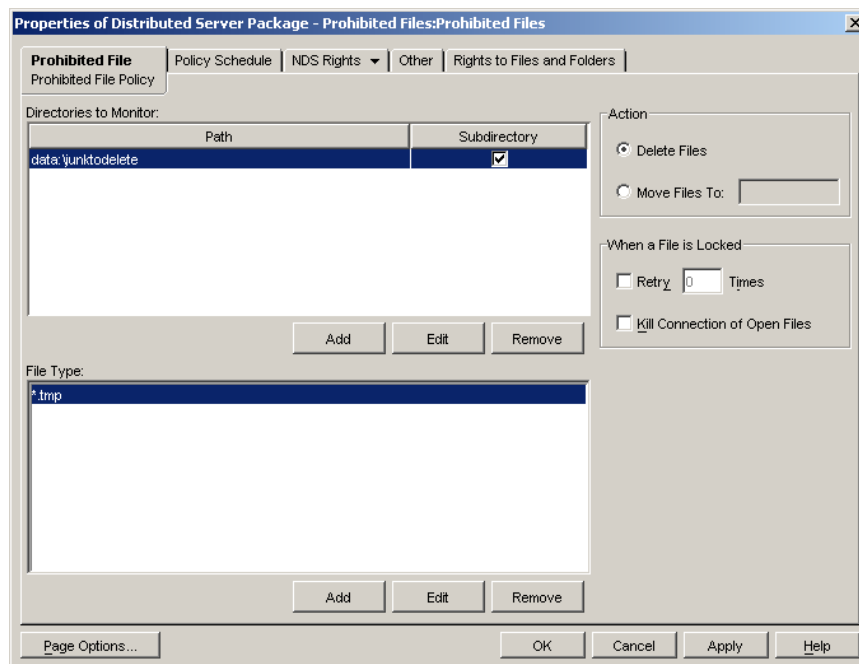 Properties of Distributed Server Package - Prohibited Files:Prohibited Files
Prohibited File Policy Schedule NDS Rights Other Rights to Files and Folders
Prohibited File Policy
Directories to Monitor:
Path Subdirectory
data:\junktodelete
Action
Delete Files
Move Files To:
When a File is Locked
Retry 0 Times
Kill Connection of Open Files
Add Edit Remove
File Type:
*.tmp
Add Edit Remove
Page Options... OK Cancel Apply Help